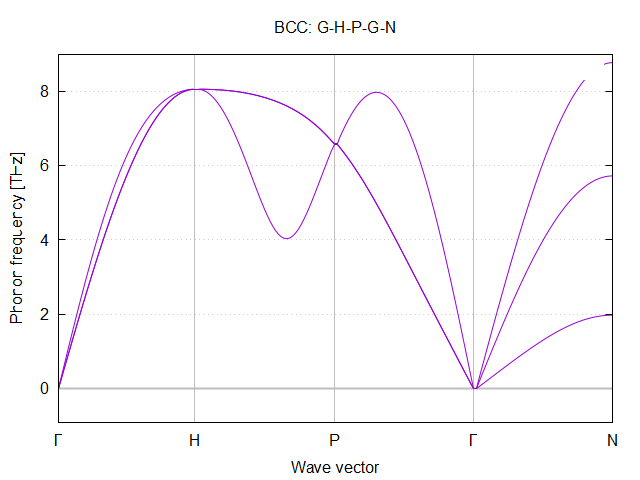 BCC: G-H-P-G-N
8
6
4
2
0
Phonon frequency [THz]
Γ H P Γ N
Wave vector